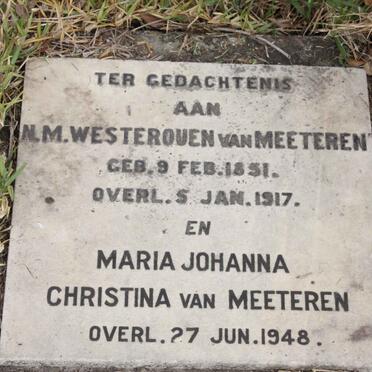 TER GEDACHTENIS
AAN
N.M. WESTEROUEN VAN MEETEREN
GEB. 9 FEB. 1851.
OVERL. 5 JAN. 1917.
EN
MARIA JOHANNA
CHRISTINA VAN MEETEREN
OVERL. 27 JUN. 1948.